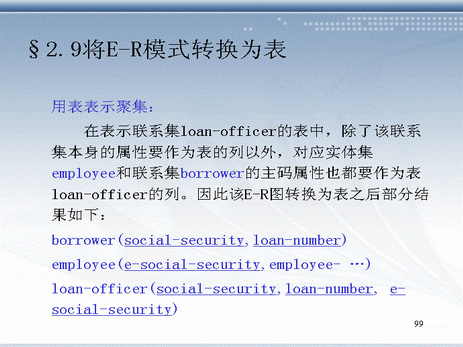 §2.9将E-R模式转换为表
用表表示聚集：
在表示联系集loan-officer的表中，除了该联系
集本身的属性要作为表的列以外，对应实体集
employee和联系集borrower的主码属性也都要作为表
loan-officer的列。因此该E-R图转换为表之后部分结
果如下：
borrower(social-security,loan-number)
employee(e-social-security,employee- …)
loan-officer(social-security,loan-number, e-
social-security)
99